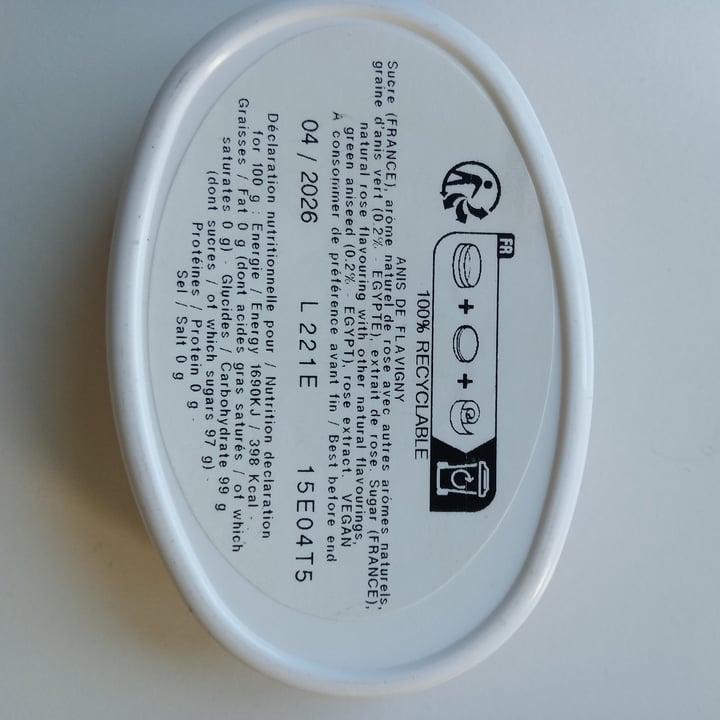 FR
+ +
100% RECYCLABLE
ANIS DE FLAVIGNY
Sucre (FRANCE), arôme naturel de rose avec autres arômes naturels,
graine d'anis vert (0.2% - EGYPTE), extrait de rose. Sugar (FRANCE),
natural rose flavouring with other natural flavourings,
green aniseed (0.2% - EGYPT), rose extract. VEGAN
A consommer de préférence avant fin / Best before end
04 / 2026 L 221E 15E04T5
Déclaration nutritionnelle pour / Nutrition declaration
for 100 g : Energie / Energy 1690KJ / 398 Kcal -
Graisses / Fat 0 g (dont acides gras saturés / of which
saturates 0 g) - Glucides / Carbohydrate 99 g
(dont sucres / of which sugars 97 g) -
Protéines / Protein 0 g -
Sel / Salt 0 g